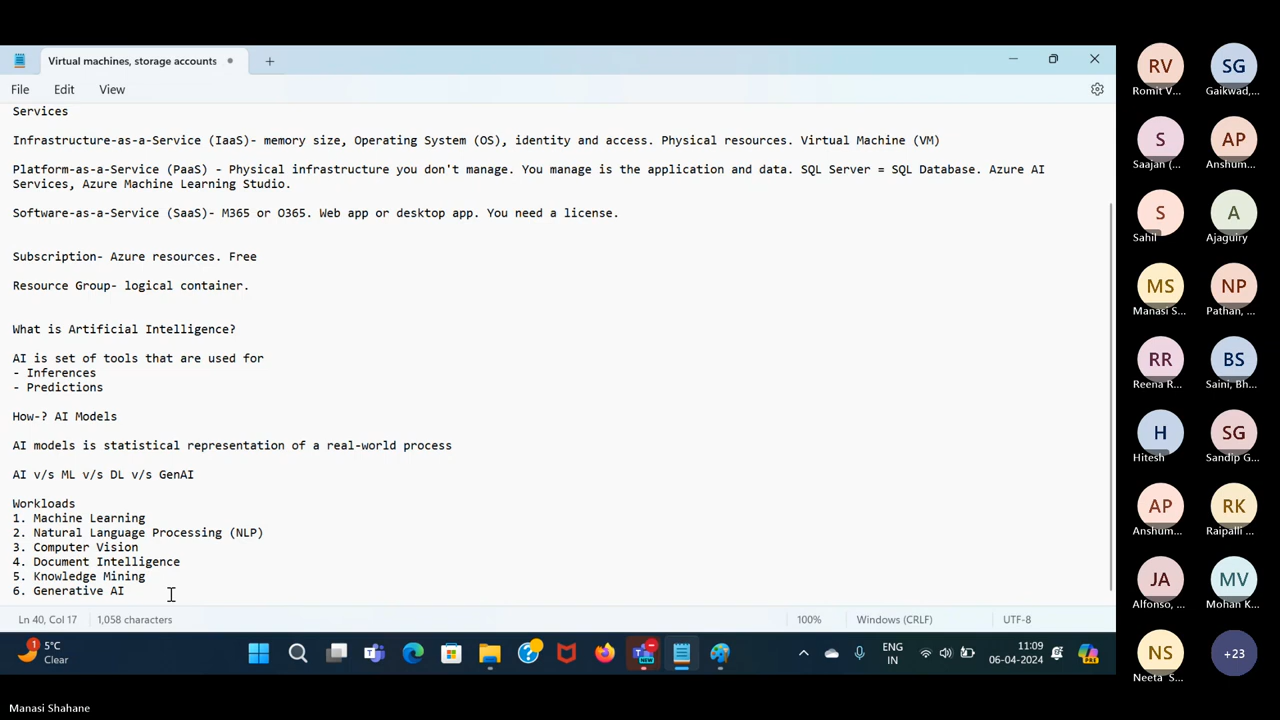 Virtual machines, storage accounts
File Edit View
Services
Infrastructure-as-a-Service (IaaS)- memory size, Operating System (OS), identity and access. Physical resources. Virtual Machine (VM)
Platform-as-a-Service (PaaS) - Physical infrastructure you don't manage. You manage is the application and data. SQL Server = SQL Database. Azure AI
Services, Azure Machine Learning Studio.
Software-as-a-Service (SaaS)- M365 or O365. Web app or desktop app. You need a license.
Subscription- Azure resources. Free
Resource Group- logical container.
What is Artificial Intelligence?
AI is set of tools that are used for
- Inferences
- Predictions
How-? AI Models
AI models is statistical representation of a real-world process
AI v/s ML v/s DL v/s GenAI
Workloads
1. Machine Learning
2. Natural Language Processing (NLP)
3. Computer Vision
4. Document Intelligence
5. Knowledge Mining
6. Generative AI
Ln 40, Col 17 1,058 characters 100% Windows (CRLF) UTF-8
1
5°C
Clear
NEW
ENG
IN
11:09
06-04-2024
PRE
Manasi Shahane
RV SG
Romit V... Gaikwad,...
S AP
Saajan (... Anshum...
S A
Sahil Ajaguiry
MS NP
Manasi S... Pathan, ...
RR BS
Reena R... Saini, Bh...
H SG
Hitesh Sandip G...
AP RK
Anshum... Raipalli ...
JA MV
Alfonso, ... Mohan K...
NS +23
Neeta S...